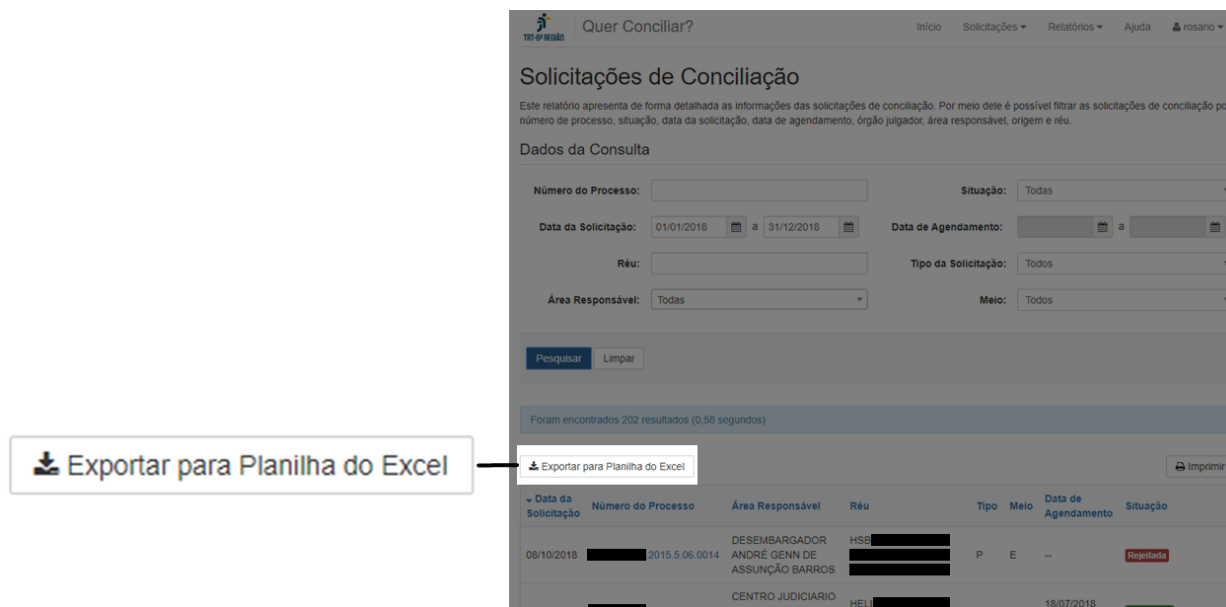 Exportar para Planilha do Excel
TRT-6ª REGIÃO
Quer Conciliar?
Início Solicitações Relatórios Ajuda rosario
Solicitações de Conciliação
Este relatório apresenta de forma detalhada as informações das solicitações de conciliação. Por meio dele é possível filtrar as solicitações de conciliação po
número de processo, situação, data da solicitação, data de agendamento, órgão julgador, área responsável, origem e réu.
Dados da Consulta
Número do Processo: Situação: Todas
Data da Solicitação: 01/01/2018 a 31/12/2018 Data de Agendamento: a
Réu: Tipo da Solicitação: Todos
Área Responsável: Todas Meio: Todos
Pesquisar Limpar
Foram encontrados 202 resultados (0,58 segundos)
Exportar para Planilha do Excel Imprimir
Data da Solicitação Número do Processo Área Responsável Réu Tipo Meio Data de Agendamento Situação
08/10/2018 2015.5.06.0014 DESEMBARGADOR ANDRÉ GENN DE ASSUNÇÃO BARROS HSB P E -- Rejeitada
CENTRO JUDICIARIO HELI 18/07/2018